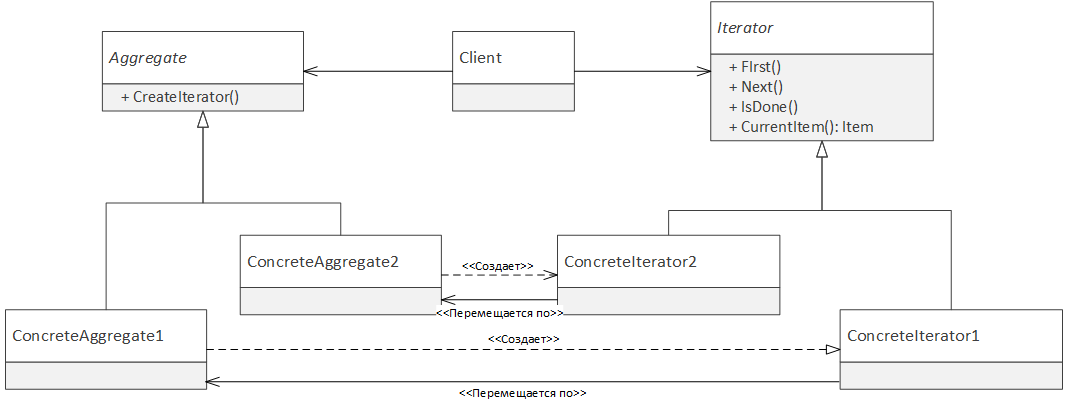 Iterator
Aggregate
Client
+ FIrst()
+ Next()
+ IsDone()
+ CurrentItem(): Item
+ CreateIterator()
ConcreteAggregate2
<<Создает>>
ConcreteIterator2
<<Перемещается по>>
ConcreteAggregate1
<<Создает>>
ConcreteIterator1
<<Перемещается по>>